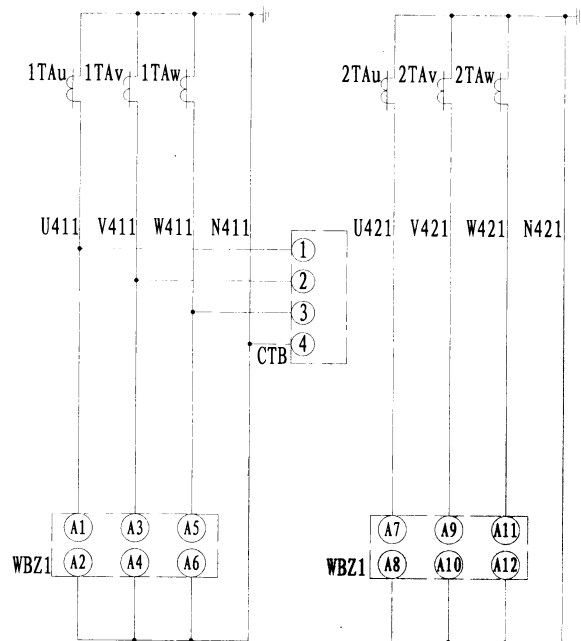 1TAu 1TAv 1TAw 2TAu 2TAv 2TAw
U411 V411 W411 N411 U421 V421 W421 N421
1
2
3
4
CTB
A1 A3 A5 A7 A9 A11
WBZ1 A2 A4 A6 WBZ1 A8 A10 A12